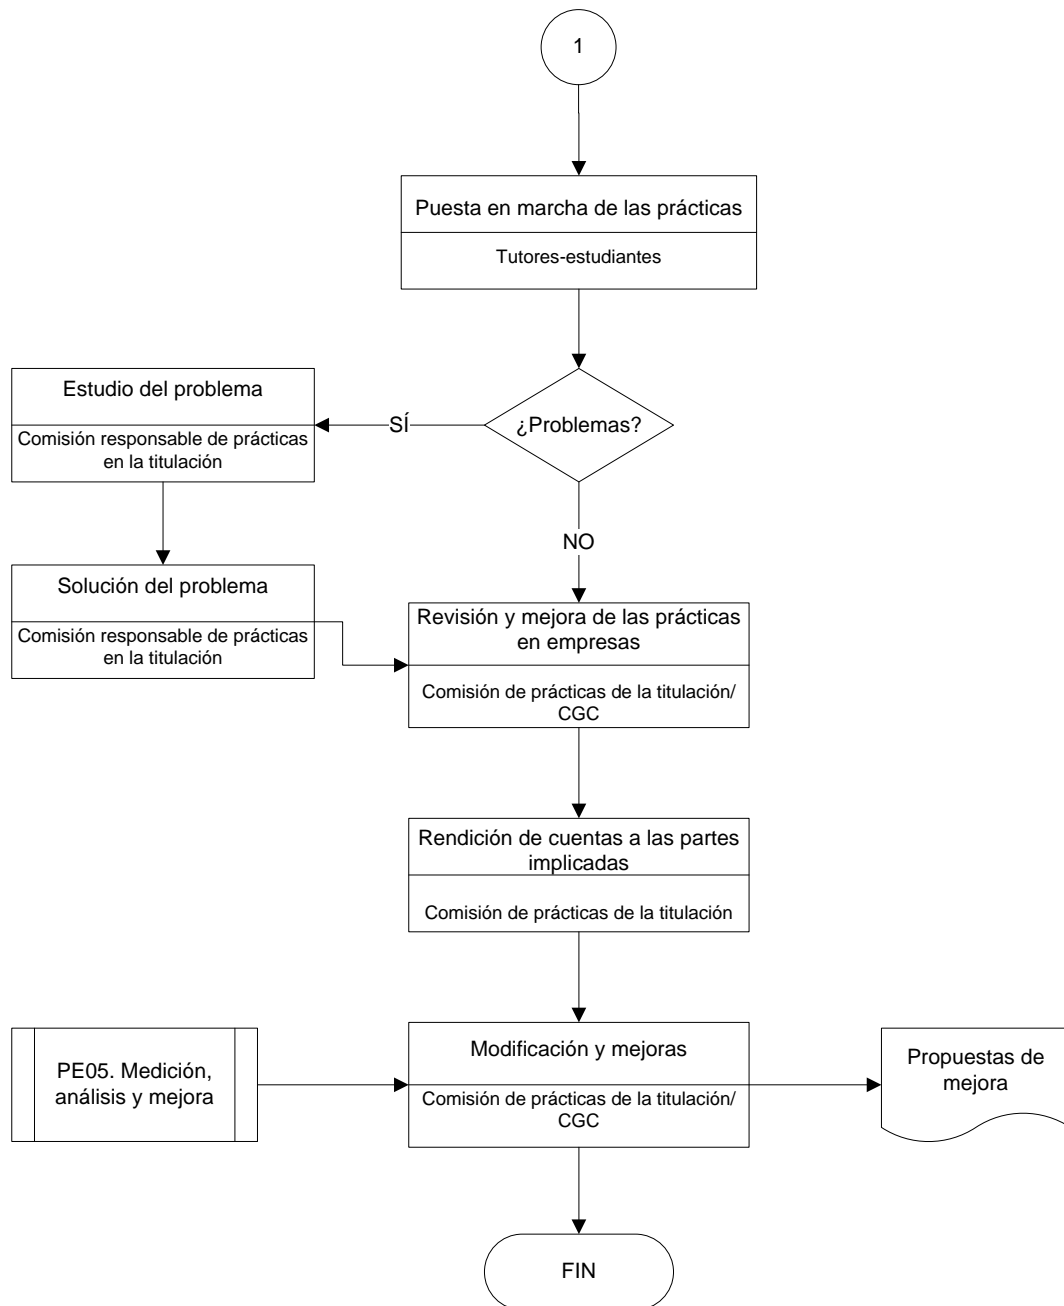 1
Puesta en marcha de las prácticas
Tutores-estudiantes
¿Problemas?
SÍ
Estudio del problema
Comisión responsable de prácticas
en la titulación
Solución del problema
Comisión responsable de prácticas
en la titulación
NO
Revisión y mejora de las prácticas
en empresas
Comisión de prácticas de la titulación/
CGC
Rendición de cuentas a las partes
implicadas
Comisión de prácticas de la titulación
PE05. Medición,
análisis y mejora
Modificación y mejoras
Comisión de prácticas de la titulación/
CGC
Propuestas de
mejora
FIN